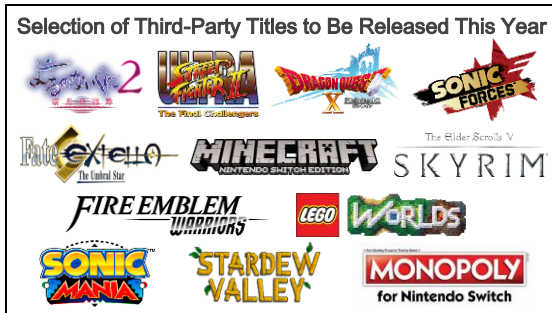 Selection of Third-Party Titles to Be Released This Year
2
ULTRA
STREET
FIGHTER II
The Final Challengers
DRAGON QUEST
X
SONIC
FORCES
Fate/EXTELLA
The Umbral Star
MINECRAFT
NINTENDO SWITCH EDITION
The Elder Scrolls V
SKYRIM
FIRE EMBLEM
WARRIORS
LEGO WORLDS
SONIC
MANIA
STARDEW
VALLEY
MONOPOLY
for Nintendo Switch